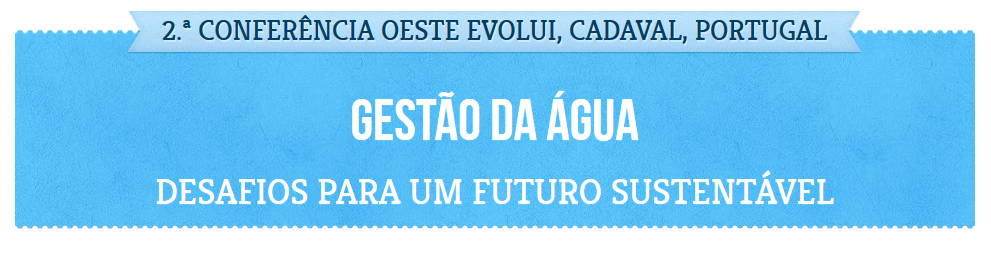 2.ª CONFERÊNCIA OESTE EVOLUI, CADAVAL, PORTUGAL
GESTÃO DA ÁGUA
DESAFIOS PARA UM FUTURO SUSTENTÁVEL